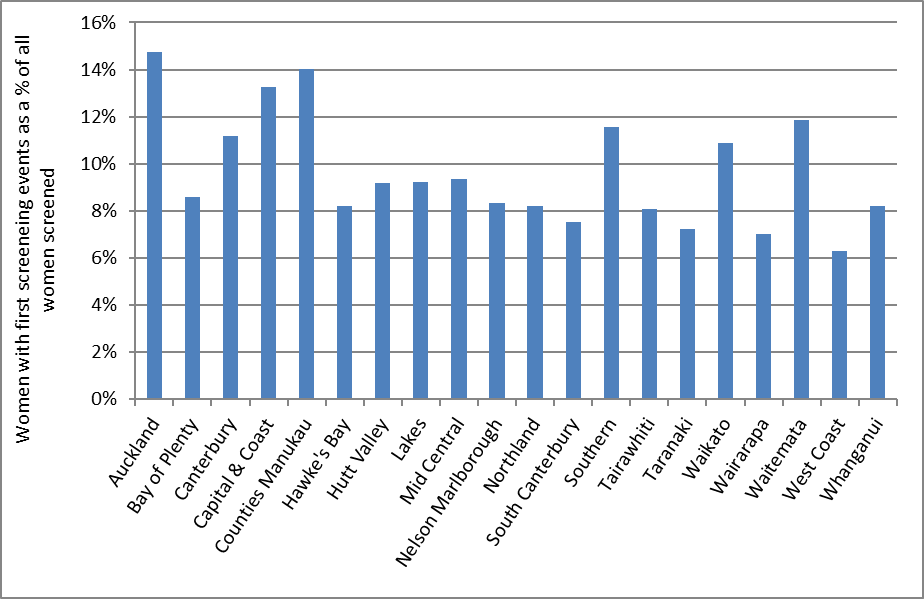 Women with first screeneing events as a % of all
women screened
16%
14%
12%
10%
8%
6%
4%
2%
0%
Auckland
Bay of Plenty
Canterbury
Capital & Coast
Counties Manukau
Hawke's Bay
Hutt Valley
Lakes
Mid Central
Nelson Marlborough
Northland
South Canterbury
Southern
Tairawhiti
Taranaki
Waikato
Wairarapa
Waitemata
West Coast
Whanganui